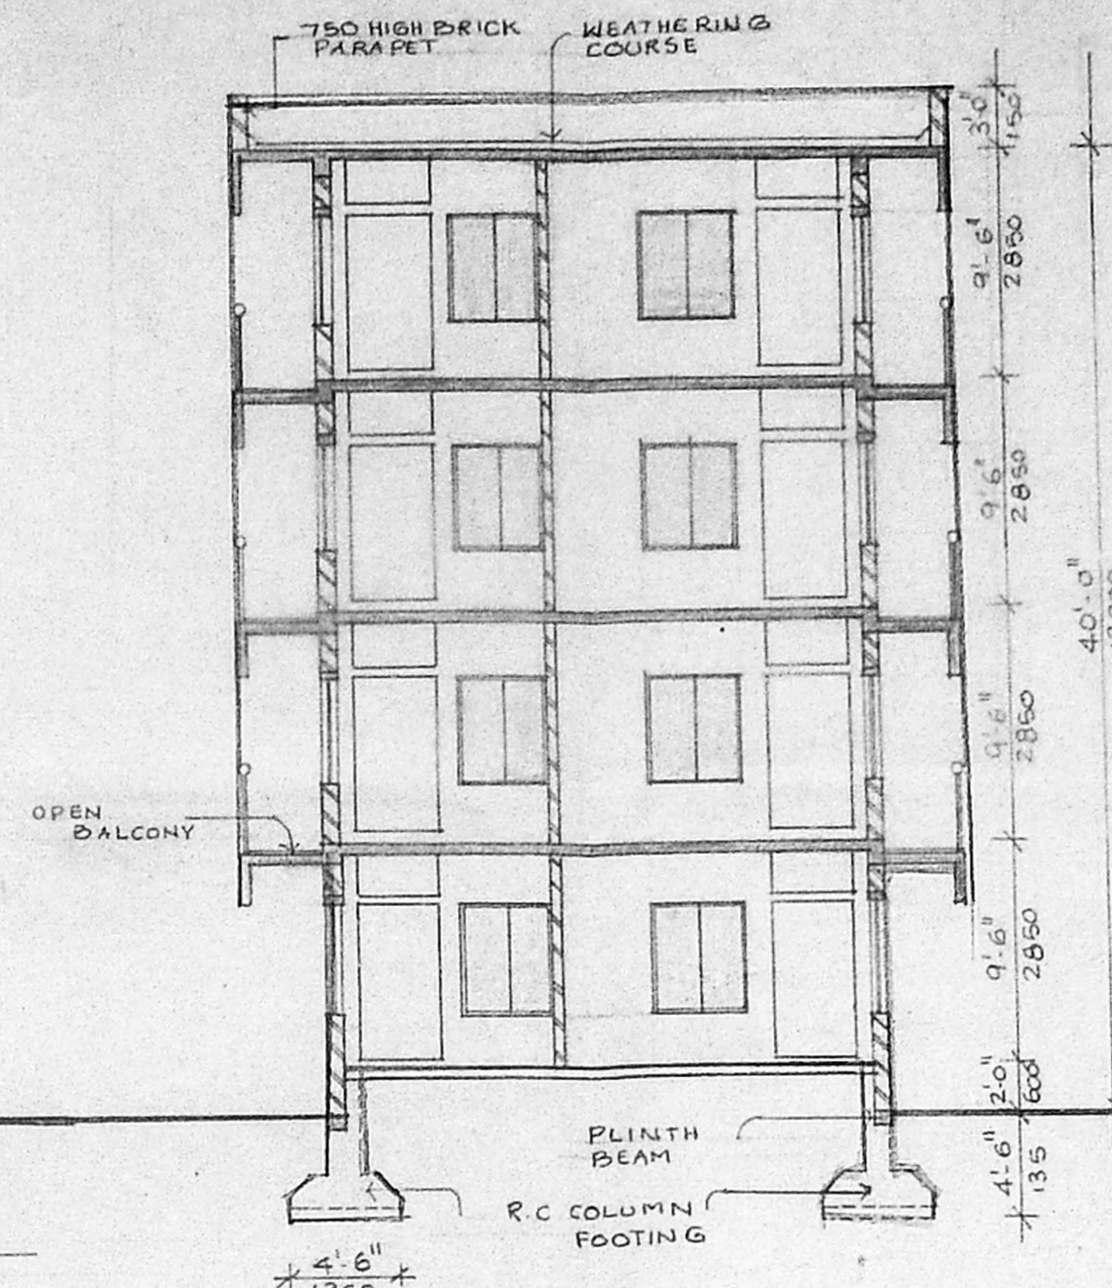 750 HIGH BRICK
PARAPET
WEATHERING
COURSE
3'-0"
150
9'-6"
2850
9'-6"
2850
40'-0"
9'-6"
2850
OPEN
BALCONY
9'-6"
2850
2'-0"
600
PLINTH
BEAM
4'-6"
135
R.C COLUMN
FOOTING
4'-6"